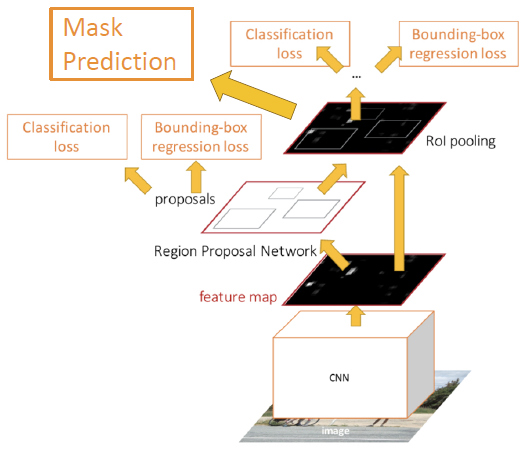 Mask
Prediction
Classification
loss
Bounding-box
regression loss
...
Classification
loss
Bounding-box
regression loss
RoI pooling
proposals
Region Proposal Network
feature map
CNN
image